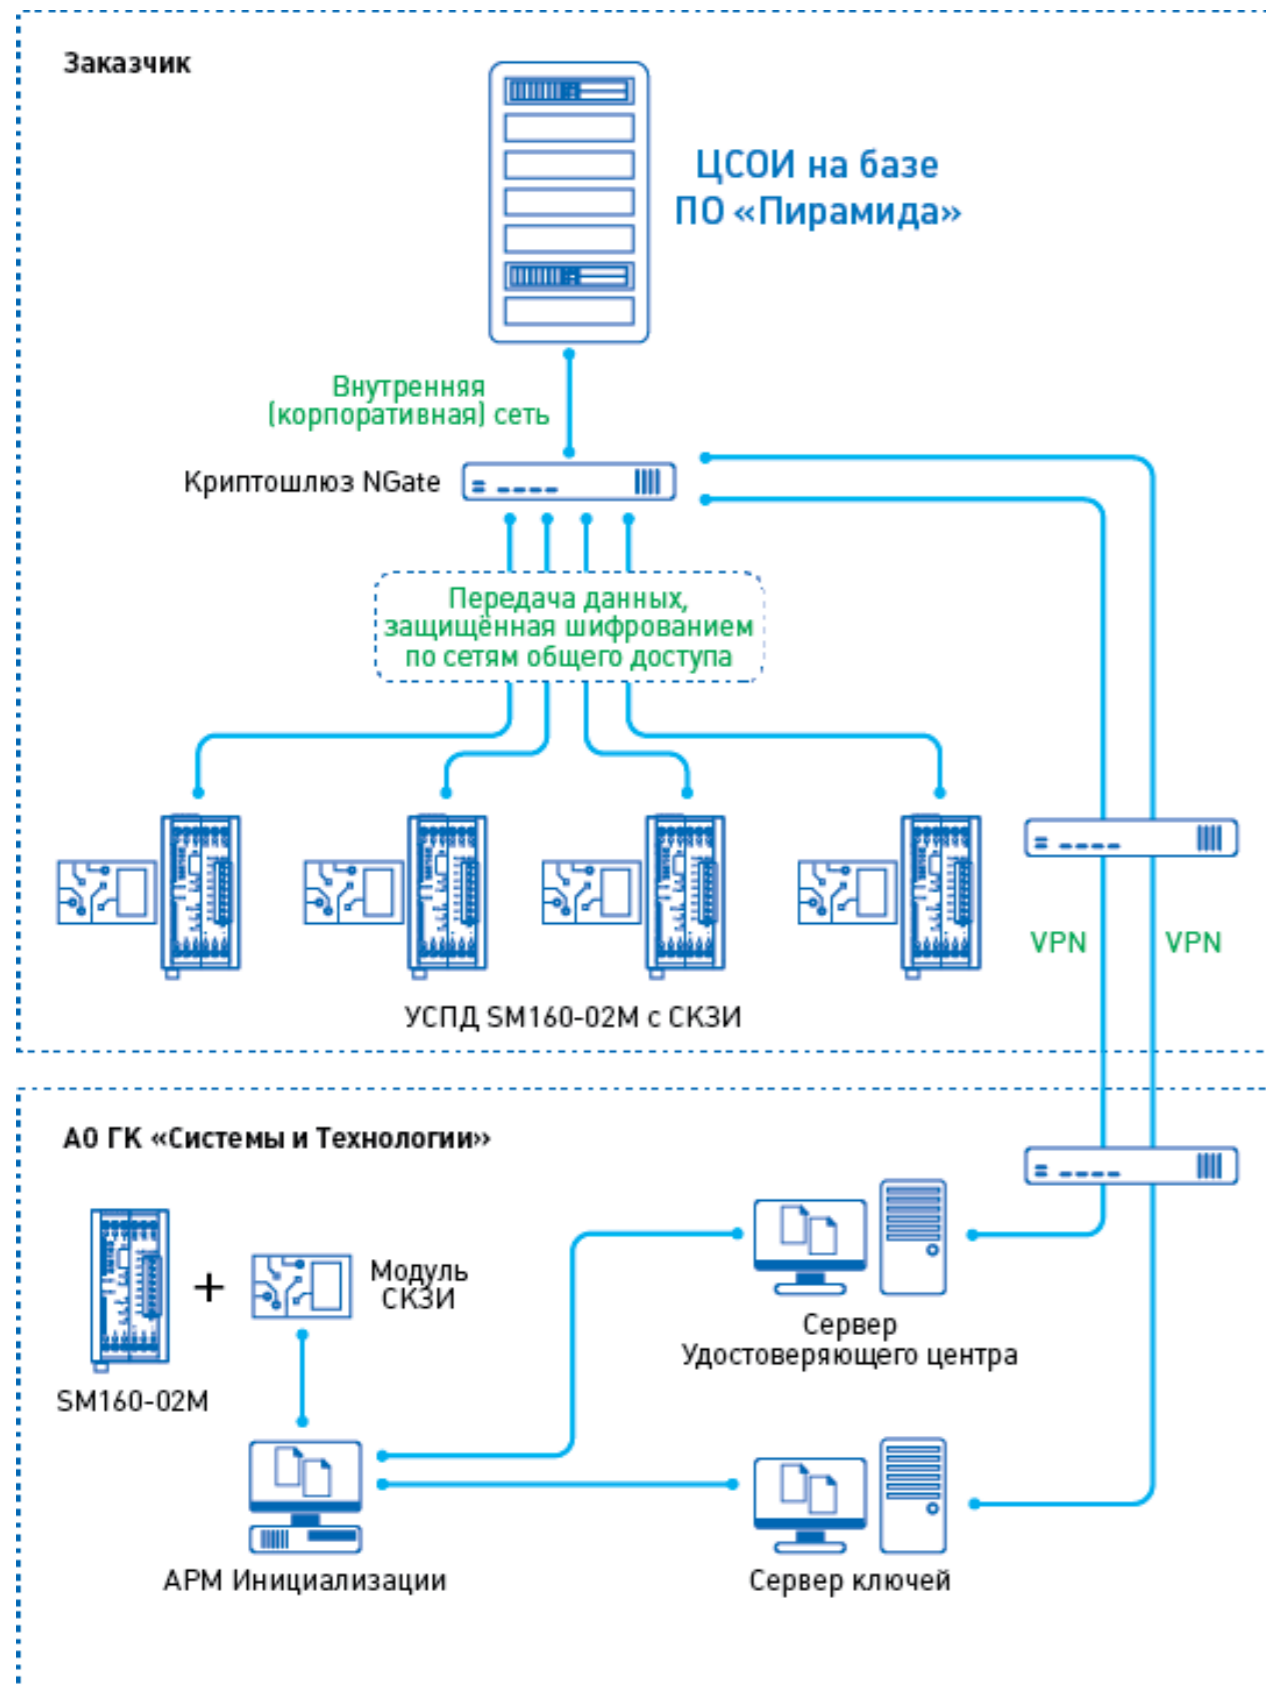 Заказчик
ЦСОИ на базе
ПО «Пирамида»
Внутренняя
(корпоративная) сеть
Криптошлюз NGate
Передача данных,
защищённая шифрованием
по сетям общего доступа
VPN
VPN
УСПД SM160-02M с СКЗИ
АО ГК «Системы и Технологии»
Модуль
СКЗИ
+
SM160-02M
Сервер
Удостоверяющего центра
АРМ Инициализации
Сервер ключей